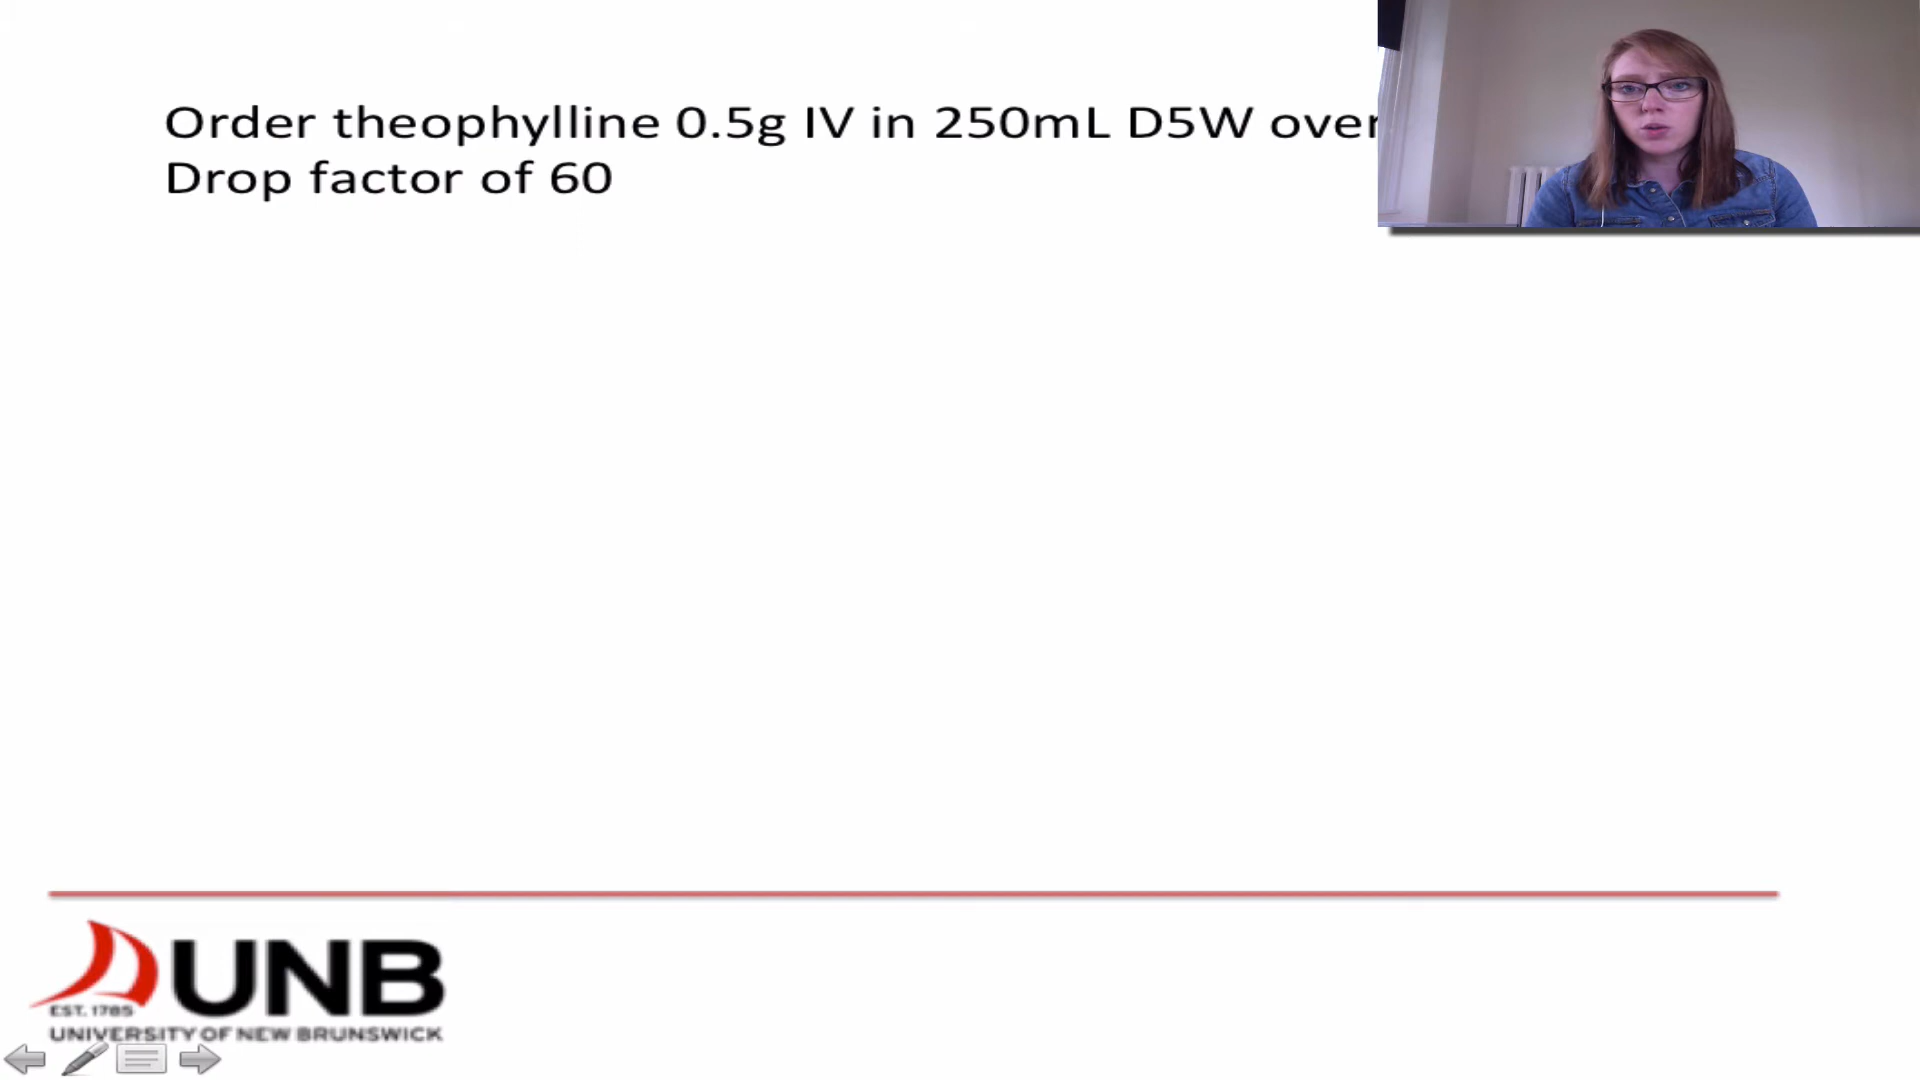 Order theophylline 0.5g IV in 250mL D5W over
Drop factor of 60
UNB
EST. 1785
UNIVERSITY OF NEW BRUNSWICK